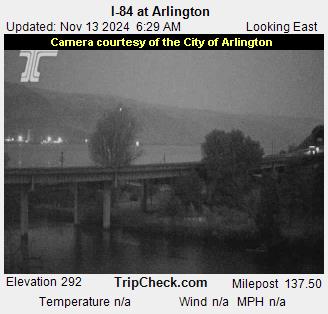 I-84 at Arlington
Updated: Nov 13 2024 6:29 AM Looking East
Camera courtesy of the City of Arlington
Elevation 292 TripCheck.com Milepost 137.50
Temperature n/a Wind n/a MPH n/a